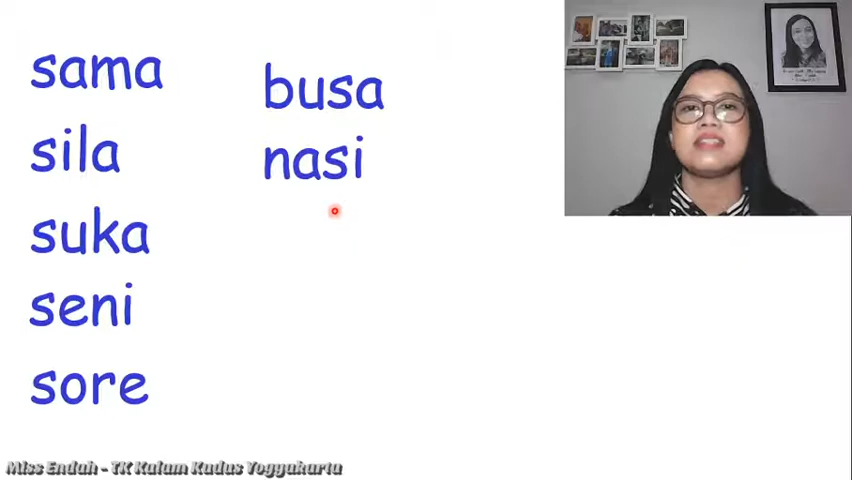 sama
sila
suka
seni
sore
busa
nasi
Miss Endah - TK Kalam Kudus Yogyakarta